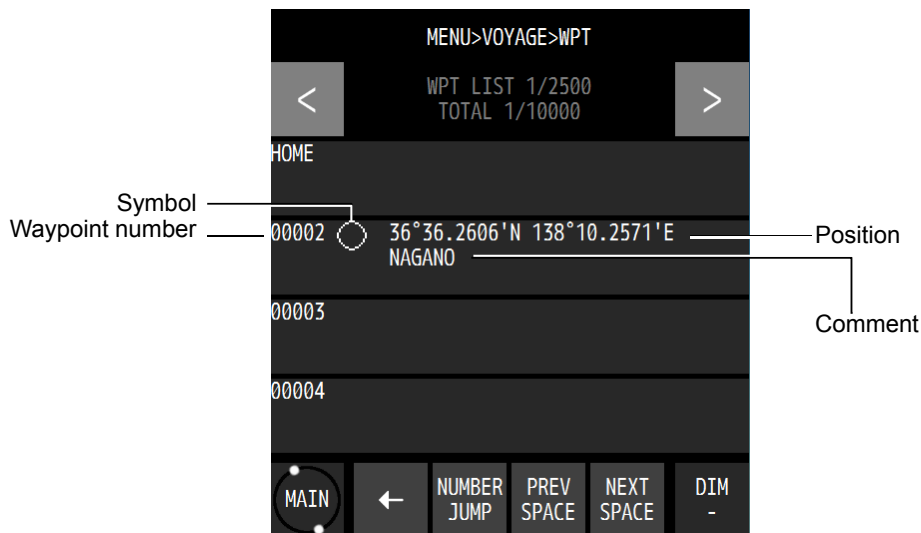 MENU>VOYAGE>WPT
<
WPT LIST 1/2500
TOTAL 1/10000
>
HOME
Symbol
Waypoint number
00002
36°36.2606'N 138°10.2571'E
NAGANO
Position
Comment
00003
00004
MAIN
←
NUMBER
JUMP
PREV
SPACE
NEXT
SPACE
DIM
-